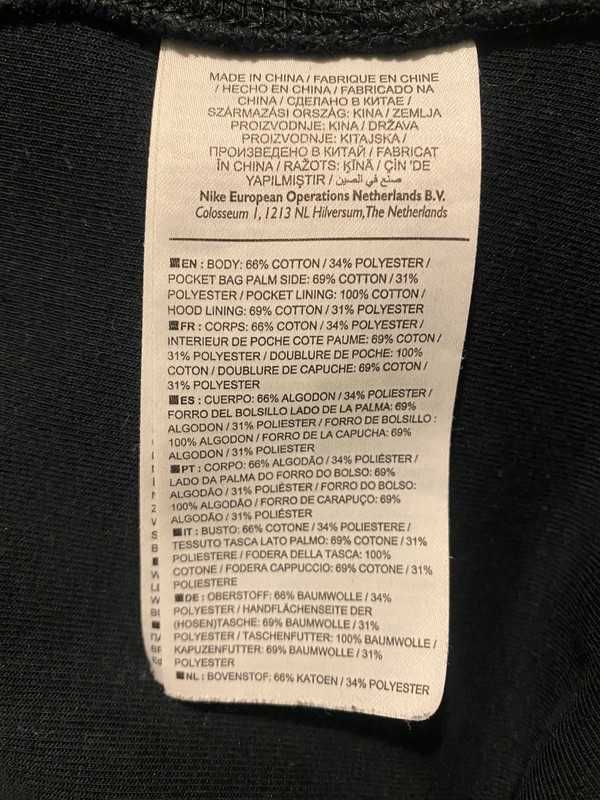 MADE IN CHINA / FABRIQUE EN CHINE
/ HECHO EN CHINA / FABRICADO NA
CHINA / СДЕЛАНО В КИТАЕ /
SZÁRMAZÁSI ORSZÁG: KINA / ZEMLJA
PROIZVODNJE: KINA / DRŽAVA
PROIZVODNJE: KITAJSKA /
ПРОИЗВЕДЕНО В КИТАЙ / FABRICAT
ÎN CHINA / RAŽOTS: ĶĪNĀ / ÇİN 'DE
YAPILMIŞTIR / صنع في الصين
Nike European Operations Netherlands B.V.
Colosseum 1, 1213 NL Hilversum, The Netherlands
EN : BODY: 66% COTTON / 34% POLYESTER /
POCKET BAG PALM SIDE: 69% COTTON / 31%
POLYESTER / POCKET LINING: 100% COTTON /
HOOD LINING: 69% COTTON / 31% POLYESTER
FR : CORPS: 66% COTON / 34% POLYESTER /
INTERIEUR DE POCHE COTE PAUME: 69% COTON /
31% POLYESTER / DOUBLURE DE POCHE: 100%
COTON / DOUBLURE DE CAPUCHE: 69% COTON /
31% POLYESTER
ES : CUERPO: 66% ALGODON / 34% POLIESTER /
FORRO DEL BOLSILLO LADO DE LA PALMA: 69%
ALGODON / 31% POLIESTER / FORRO DE BOLSILLO :
100% ALGODON / FORRO DE LA CAPUCHA: 69%
ALGODON / 31% POLIESTER
PT : CORPO: 66% ALGODÃO / 34% POLIÉSTER /
LADO DA PALMA DO FORRO DO BOLSO: 69%
ALGODÃO / 31% POLIÉSTER / FORRO DO BOLSO:
100% ALGODÃO / FORRO DE CARAPUÇO: 69%
ALGODÃO / 31% POLIÉSTER
IT : BUSTO: 66% COTONE / 34% POLIESTERE /
TESSUTO TASCA LATO PALMO: 69% COTONE / 31%
POLIESTERE / FODERA DELLA TASCA: 100%
COTONE / FODERA CAPPUCCIO: 69% COTONE / 31%
POLIESTERE
DE : OBERSTOFF: 66% BAUMWOLLE / 34%
POLYESTER / HANDFLÄCHENSEITE DER
(HOSEN)TASCHE: 69% BAUMWOLLE / 31%
POLYESTER / TASCHENFUTTER: 100% BAUMWOLLE /
KAPUZENFUTTER: 69% BAUMWOLLE / 31%
POLYESTER
NL : BOVENSTOF: 66% KATOEN / 34% POLYESTER